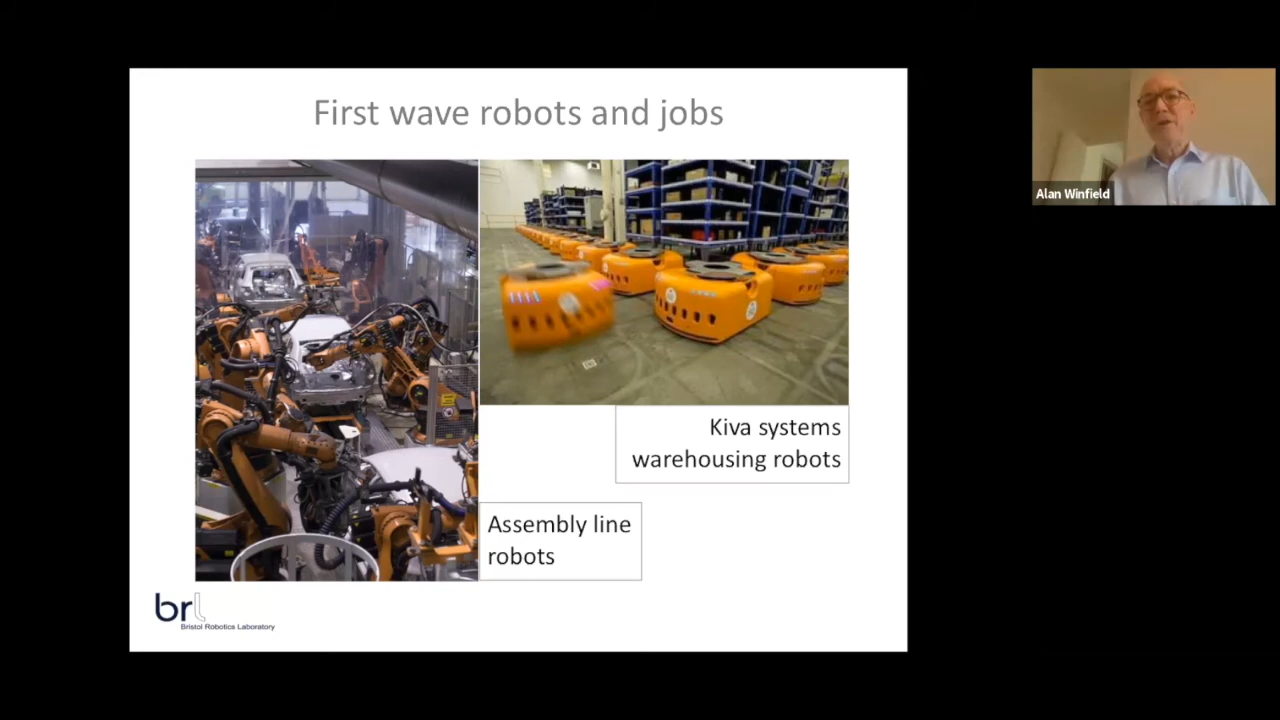 First wave robots and jobs
Alan Winfield
Kiva systems
warehousing robots
Assembly line
robots
brl
Bristol Robotics Laboratory